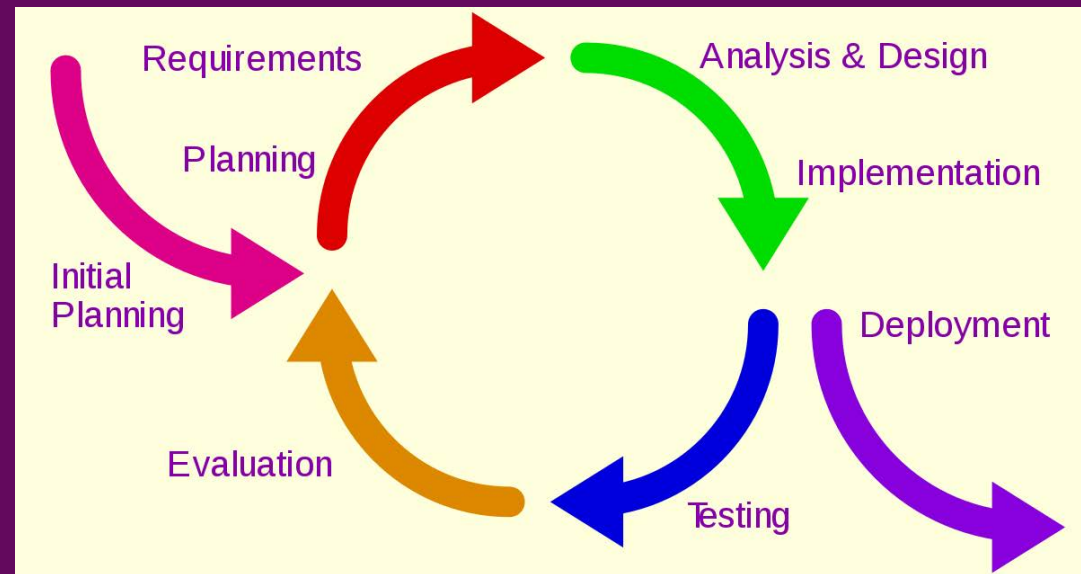 Requirements
Analysis & Design
Planning
Implementation
Initial
Planning
Deployment
Evaluation
Testing